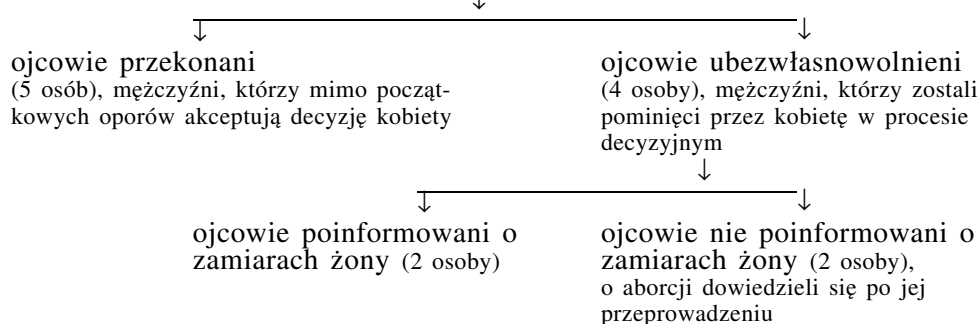 ojcowie przekonani
(5 osób), mężczyźni, którzy mimo począt-
kowych oporów akceptują decyzję kobiety
ojcowie ubezwłasnowolnieni
(4 osoby), mężczyźni, którzy zostali
pominięci przez kobietę w procesie
decyzyjnym
ojcowie poinformowani o
zamiarach żony (2 osoby)
ojcowie nie poinformowani o
zamiarach żony (2 osoby),
o aborcji dowiedzieli się po jej
przeprowadzeniu